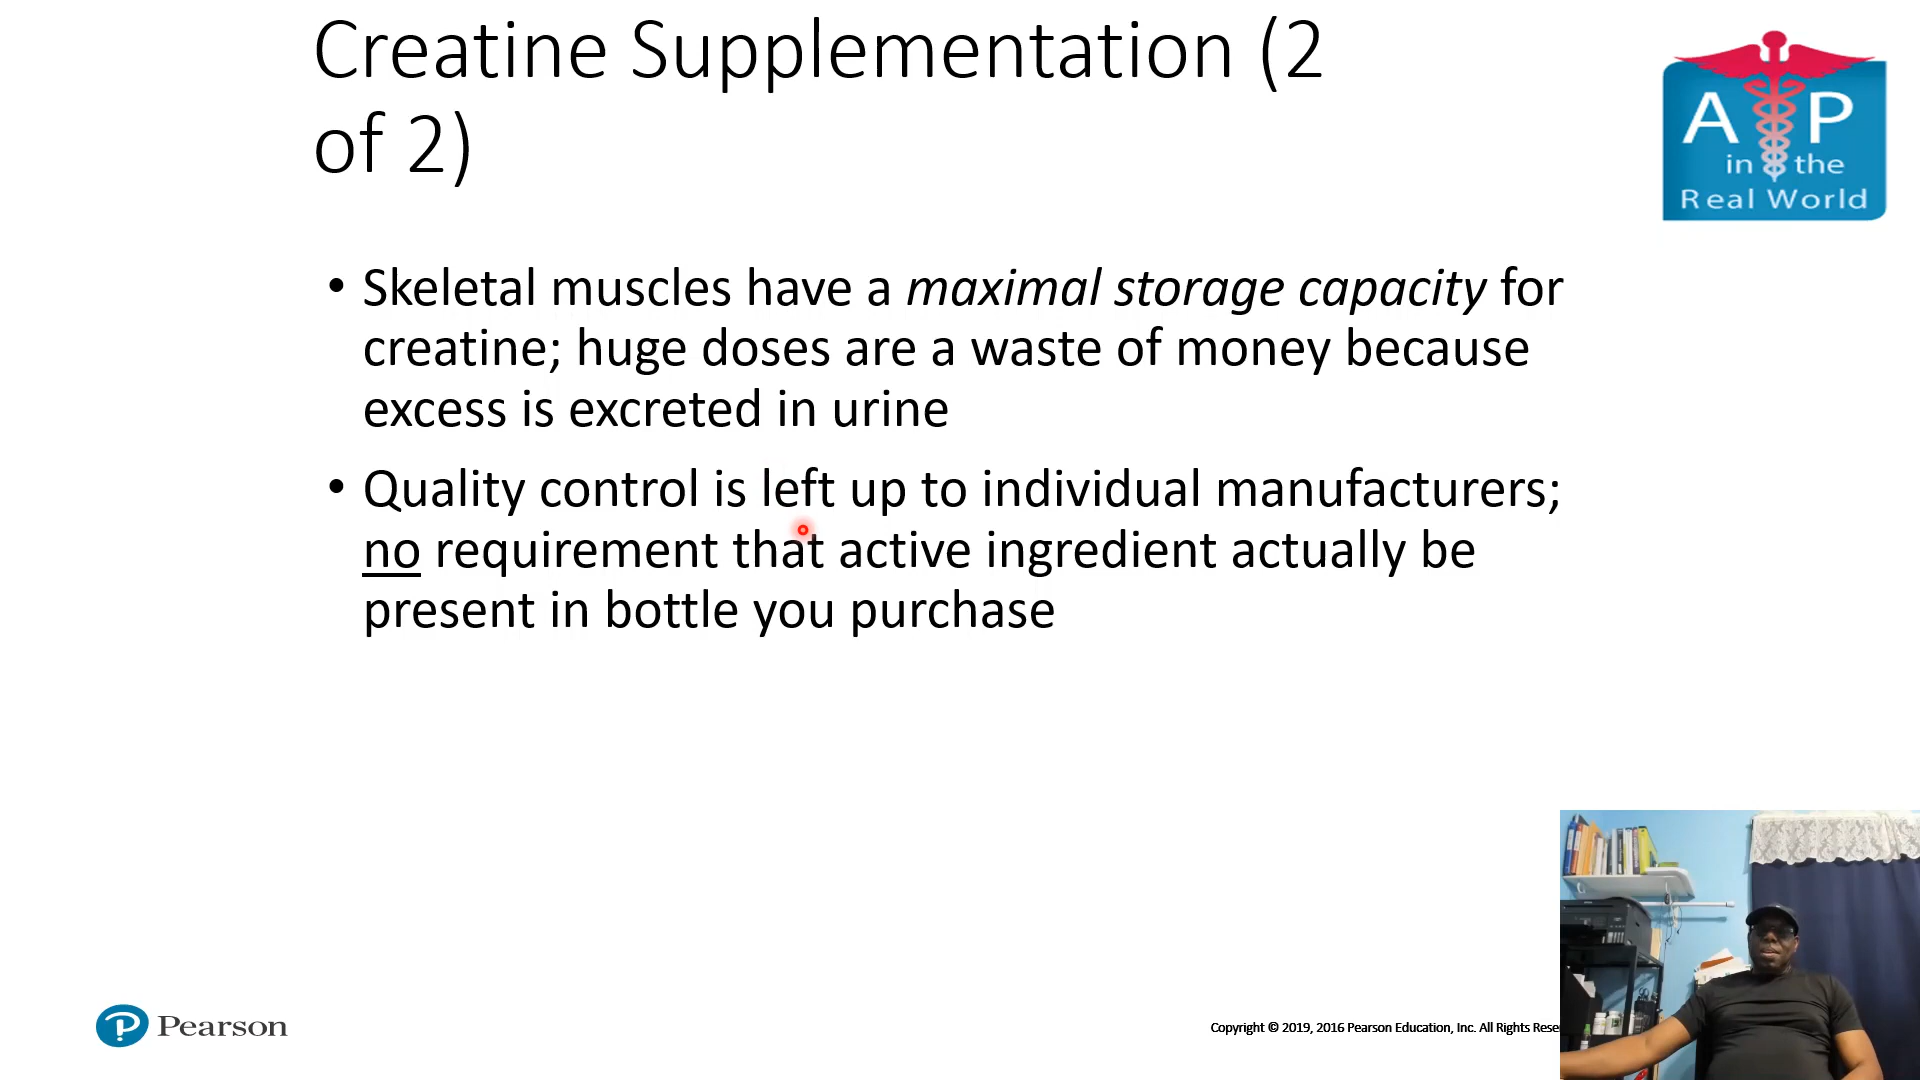 Creatine Supplementation (2
of 2)
A P
in the
Real World
• Skeletal muscles have a maximal storage capacity for
creatine; huge doses are a waste of money because
excess is excreted in urine
• Quality control is left up to individual manufacturers;
no requirement that active ingredient actually be
present in bottle you purchase
Pearson
Copyright © 2019, 2016 Pearson Education, Inc. All Rights